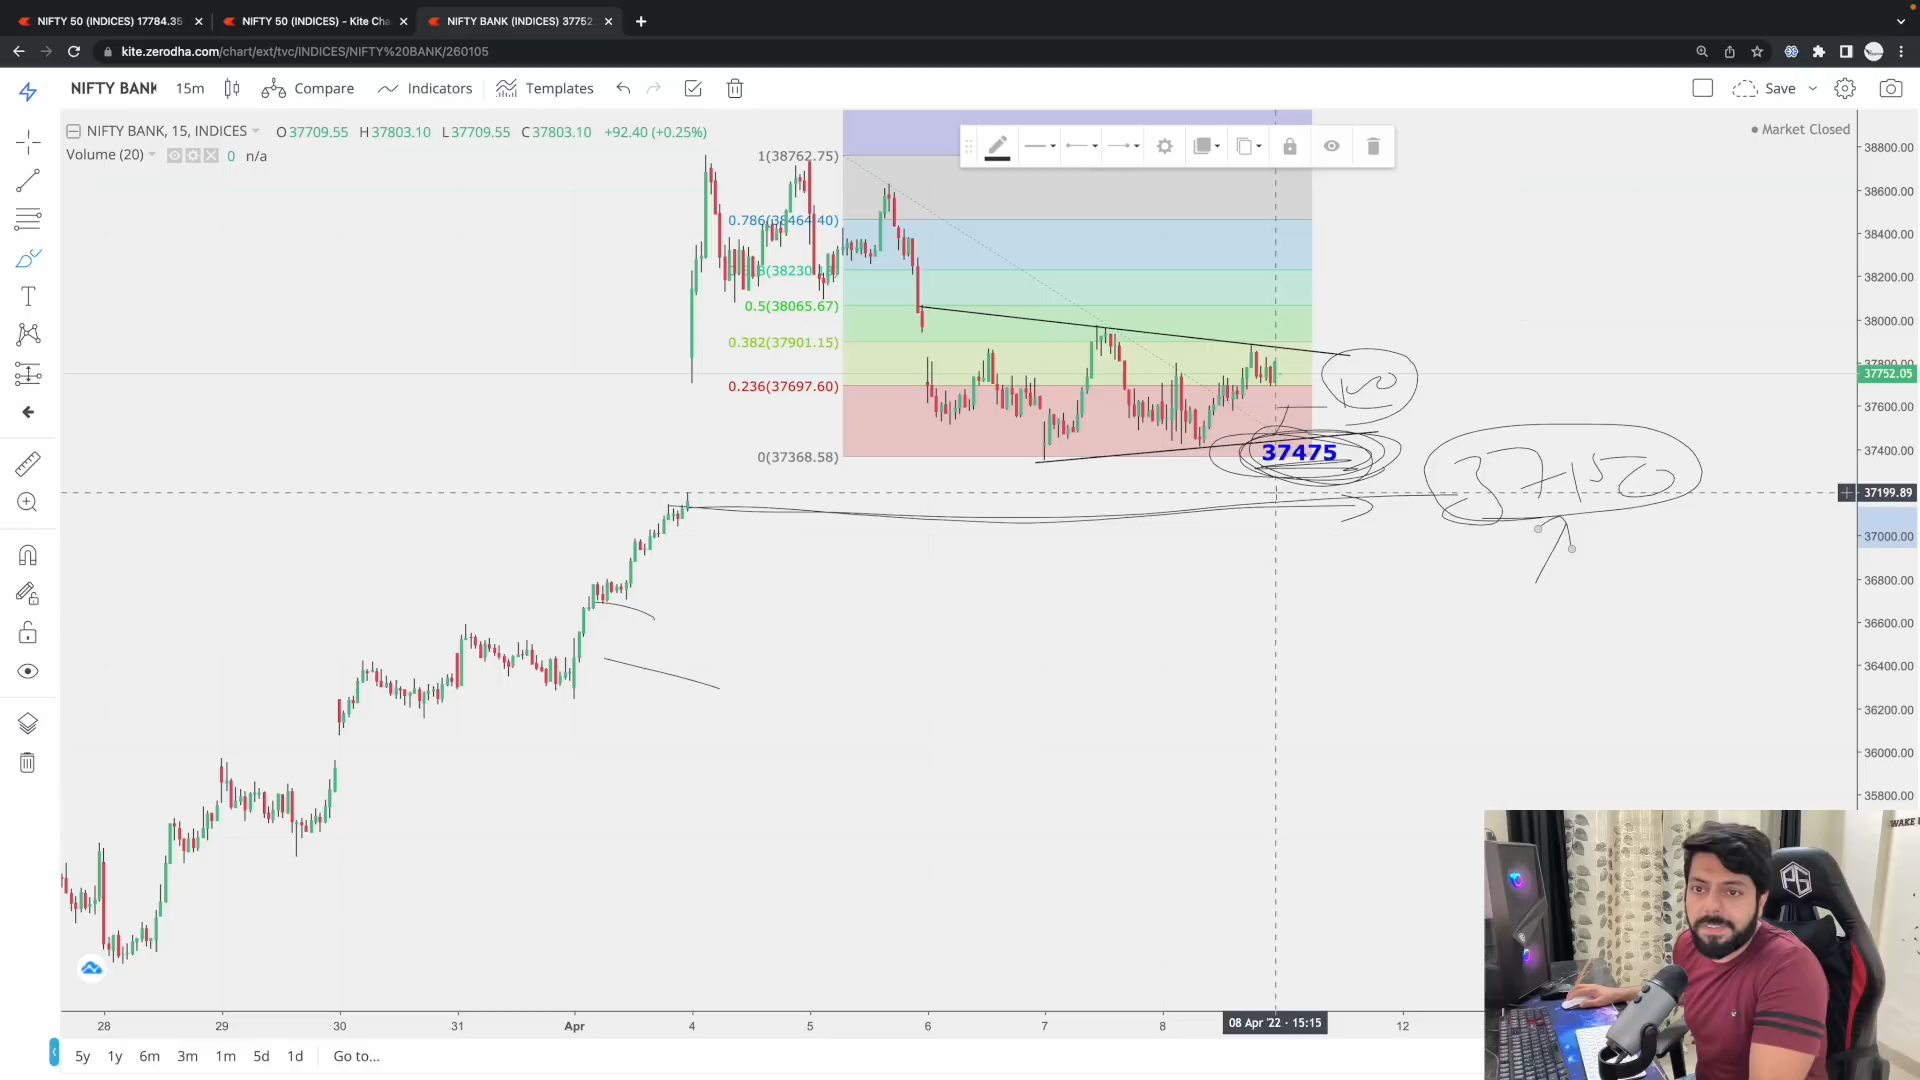 NIFTY 50 (INDICES) 17784.35
NIFTY 50 (INDICES) - Kite Cha
NIFTY BANK (INDICES) 37752.
kite.zerodha.com/chart/ext/tvc/INDICES/NIFTY%20BANK/260105
NIFTY BANK 15m Compare Indicators Templates Save
NIFTY BANK, 15, INDICES O37709.55 H37803.10 L37709.55 C37803.10 +92.40 (+0.25%)
Market Closed
Volume (20) 0 n/a
1(38762.75)
0.786(38464.40)
0.5(38065.67)
0.382(37901.15)
0.236(37697.60)
0(37368.58)
37475
37150
38800.00
38600.00
38400.00
38200.00
38000.00
37800.00
37752.05
37600.00
37400.00
37199.89
37000.00
36800.00
36600.00
36400.00
36200.00
36000.00
35800.00
WAKE
28 29 30 31 Apr 4 5 6 7 8 08 Apr '22 · 15:15 12
5y 1y 6m 3m 1m 5d 1d Go to...